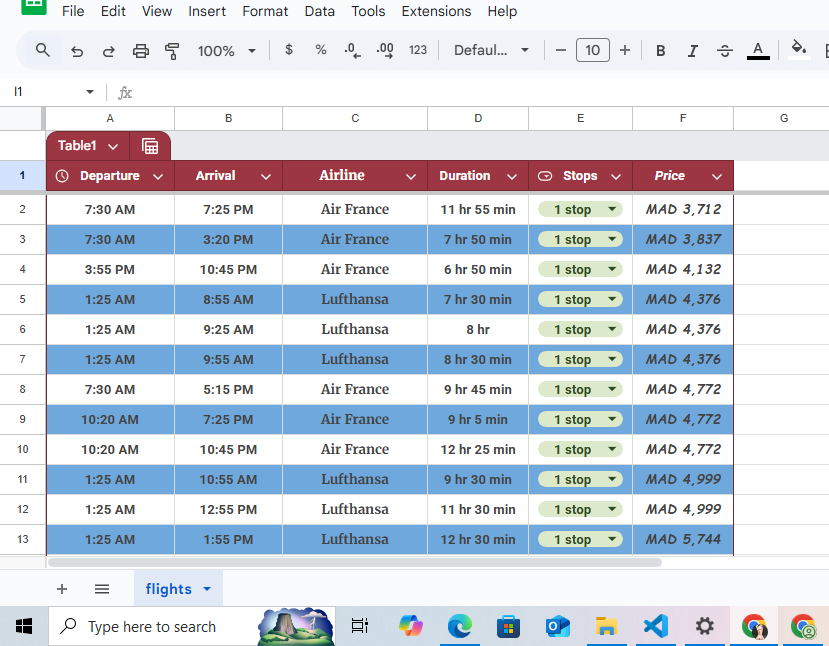 File Edit View Insert Format Data Tools Extensions Help
100% $ % .0 .00 123 Defaul... − 10 + B I S A
I1 fx
A B C D E F G
Table1
1 Departure Arrival Airline Duration Stops Price
2 7:30 AM 7:25 PM Air France 11 hr 55 min 1 stop MAD 3,712
3 7:30 AM 3:20 PM Air France 7 hr 50 min 1 stop MAD 3,837
4 3:55 PM 10:45 PM Air France 6 hr 50 min 1 stop MAD 4,132
5 1:25 AM 8:55 AM Lufthansa 7 hr 30 min 1 stop MAD 4,376
6 1:25 AM 9:25 AM Lufthansa 8 hr 1 stop MAD 4,376
7 1:25 AM 9:55 AM Lufthansa 8 hr 30 min 1 stop MAD 4,376
8 7:30 AM 5:15 PM Air France 9 hr 45 min 1 stop MAD 4,772
9 10:20 AM 7:25 PM Air France 9 hr 5 min 1 stop MAD 4,772
10 10:20 AM 10:45 PM Air France 12 hr 25 min 1 stop MAD 4,772
11 1:25 AM 10:55 AM Lufthansa 9 hr 30 min 1 stop MAD 4,999
12 1:25 AM 12:55 PM Lufthansa 11 hr 30 min 1 stop MAD 4,999
13 1:25 AM 1:55 PM Lufthansa 12 hr 30 min 1 stop MAD 5,744
+ flights
Type here to search